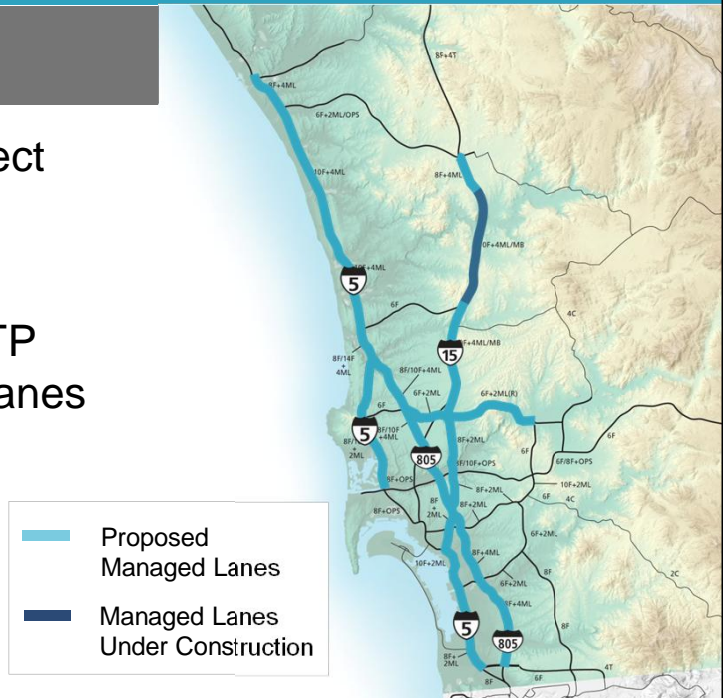 ect
TP
anes
Proposed
Managed Lanes
Managed Lanes
Under Construction
8F+4T
8F+4ML
6F+2ML/OPS
10F+4ML
8F+4ML
0F+4ML/MB
F+4ML
5
6F
4C
15
F+4ML/MB
8F/14F
+
4ML
8F/10F+4ML
6F+2ML
6F+2ML(R)
6F
5
8F/10F
+4ML
+
2ML
8F+2ML
6F
6F
805
8F/10F+OPS
6F/8F+OPS
8F+OPS
10F+2ML
8F+2ML
6F
4C
8F
+
2ML
8F+2ML
8F+OPS
6F+2ML
8F+4ML
10F+2ML
8F
2C
6F+2ML
8F+4ML
5
8F
805
8F+
2ML
4T
6F
8F